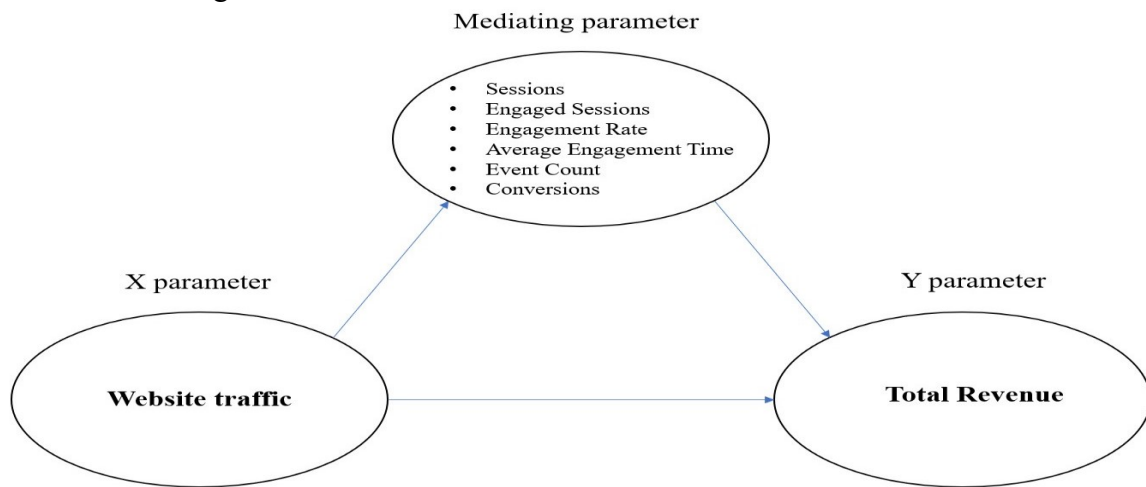 Mediating parameter
• Sessions
• Engaged Sessions
• Engagement Rate
• Average Engagement Time
• Event Count
• Conversions
X parameter
Y parameter
Website traffic
Total Revenue